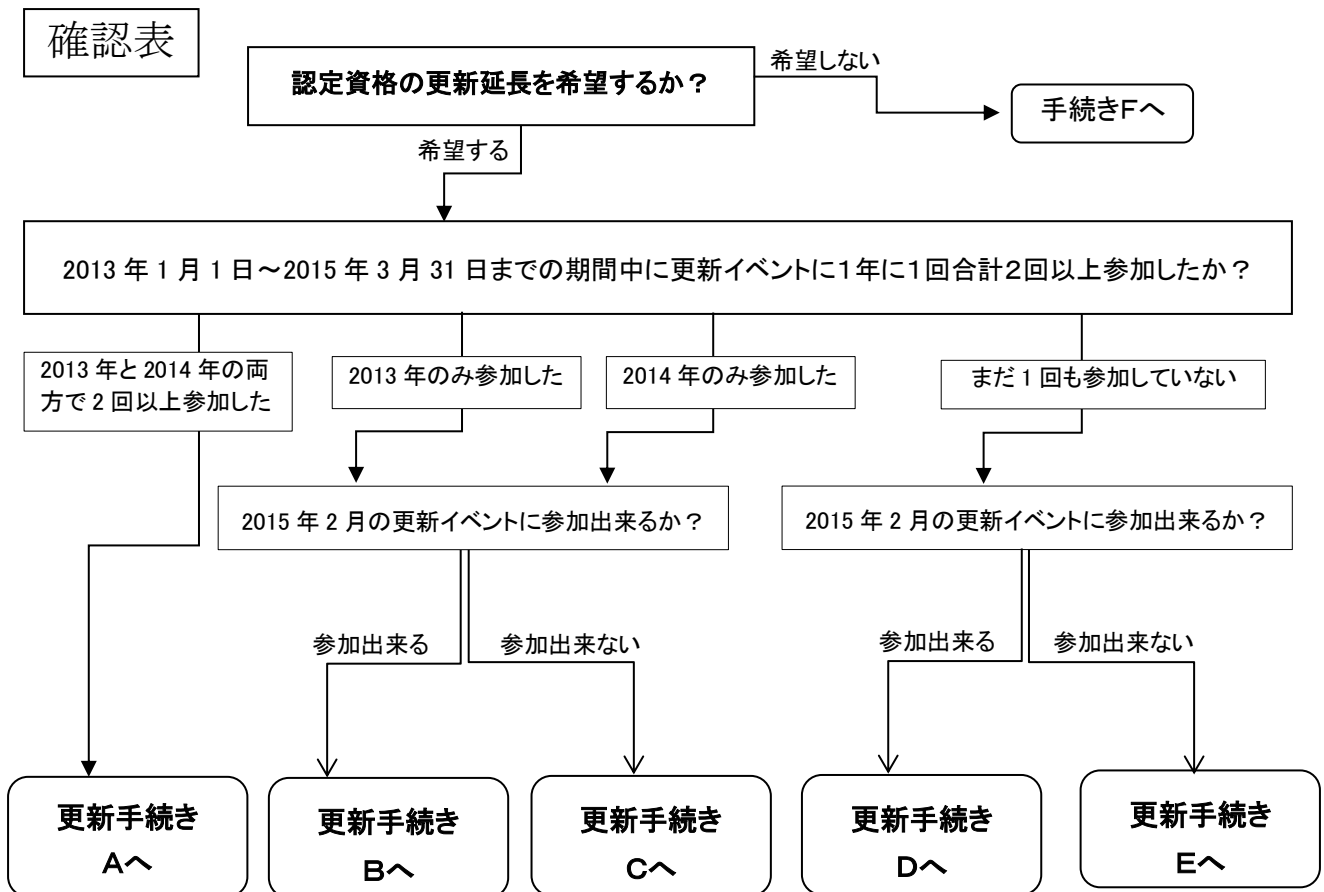 確認表
認定資格の更新延長を希望するか？
希望しない
手続きFへ
希望する
2013 年 1 月 1 日～2015 年 3 月 31 日までの期間中に更新イベントに1年に1回合計2回以上参加したか？
2013 年と 2014 年の両
方で 2 回以上参加した
2013 年のみ参加した
2014 年のみ参加した
まだ 1 回も参加していない
2015 年 2 月の更新イベントに参加出来るか？
2015 年 2 月の更新イベントに参加出来るか？
参加出来る
参加出来ない
参加出来る
参加出来ない
更新手続き
Aへ
更新手続き
Bへ
更新手続き
Cへ
更新手続き
Dへ
更新手続き
Eへ